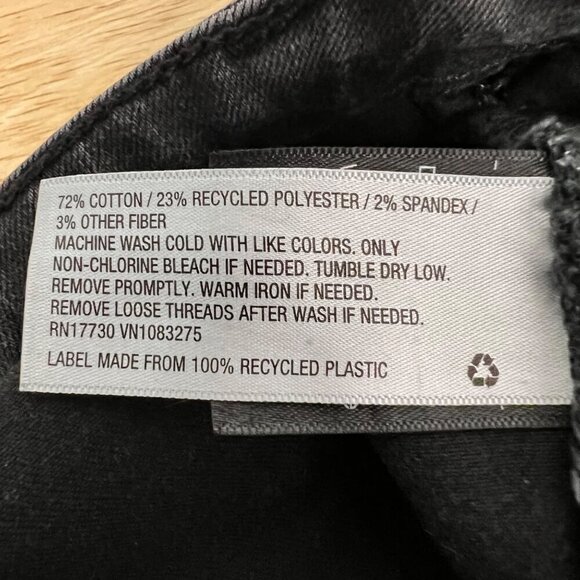 72% COTTON / 23% RECYCLED POLYESTER / 2% SPANDEX /
3% OTHER FIBER
MACHINE WASH COLD WITH LIKE COLORS. ONLY
NON-CHLORINE BLEACH IF NEEDED. TUMBLE DRY LOW.
REMOVE PROMPTLY. WARM IRON IF NEEDED.
REMOVE LOOSE THREADS AFTER WASH IF NEEDED.
RN17730 VN1083275
LABEL MADE FROM 100% RECYCLED PLASTIC